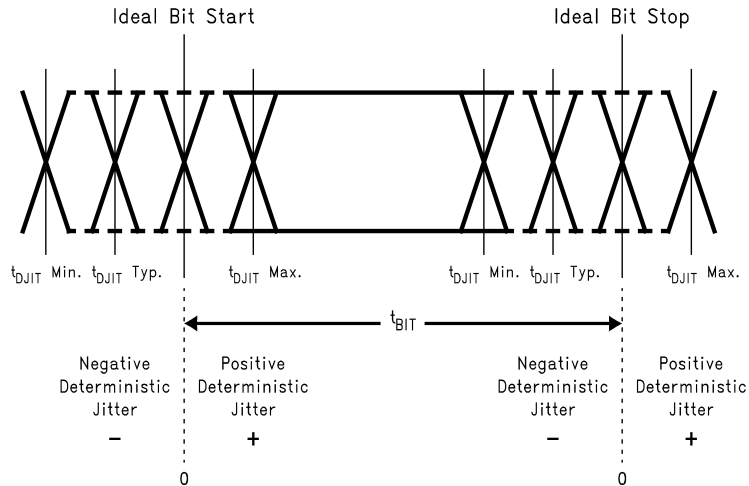 Ideal Bit Start
Ideal Bit Stop
tDJIT Min. tDJIT Typ. tDJIT Max. tDJIT Min. tDJIT Typ. tDJIT Max.
tBIT
Negative
Deterministic
Jitter
−
Positive
Deterministic
Jitter
+
Negative
Deterministic
Jitter
−
Positive
Deterministic
Jitter
+
0
0